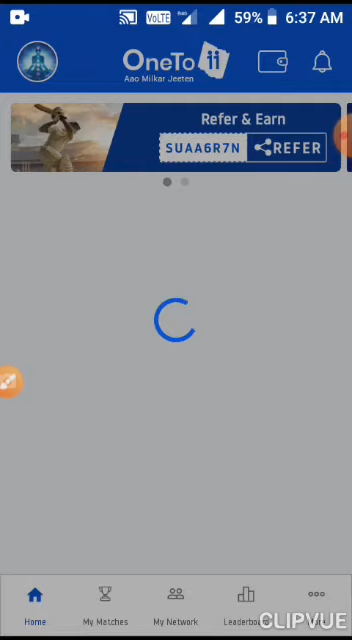 VoLTE 59% 6:37 AM
OneTo ii
Aao Milkar Jeeten
Refer & Earn
SUAA6R7N REFER
Home My Matches My Network Leaderboard
CLIPVUE